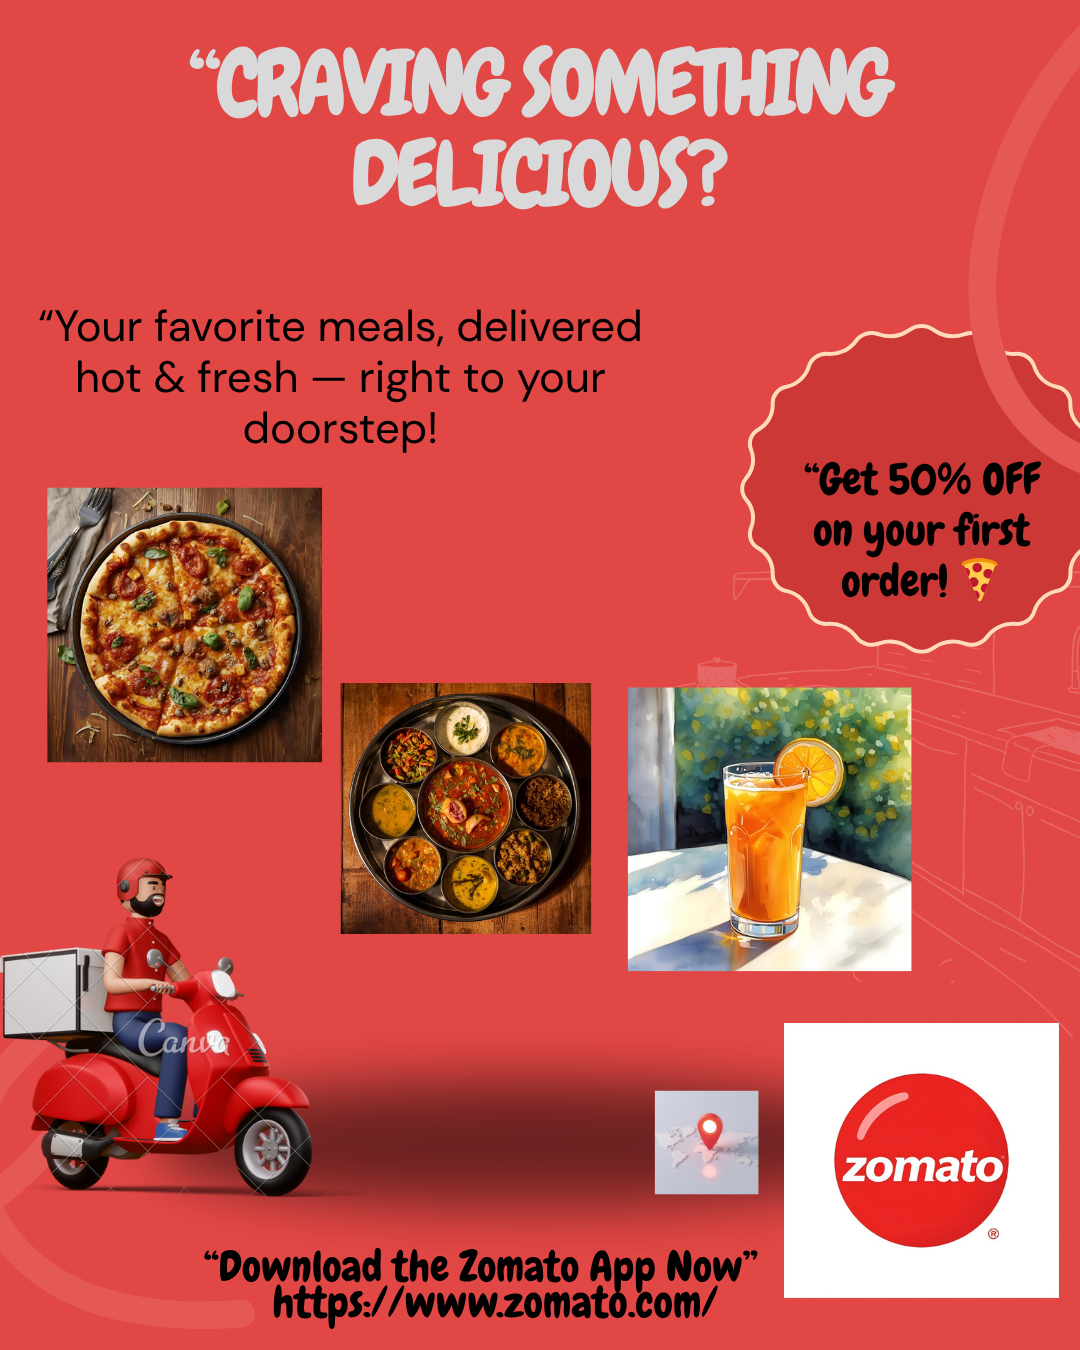 “CRAVING SOMETHING
DELICIOUS?
“Your favorite meals, delivered
hot & fresh — right to your
doorstep!
“Get 50% OFF
on your first
order! 🍕
Canva
zomato
®
“Download the Zomato App Now”
https://www.zomato.com/